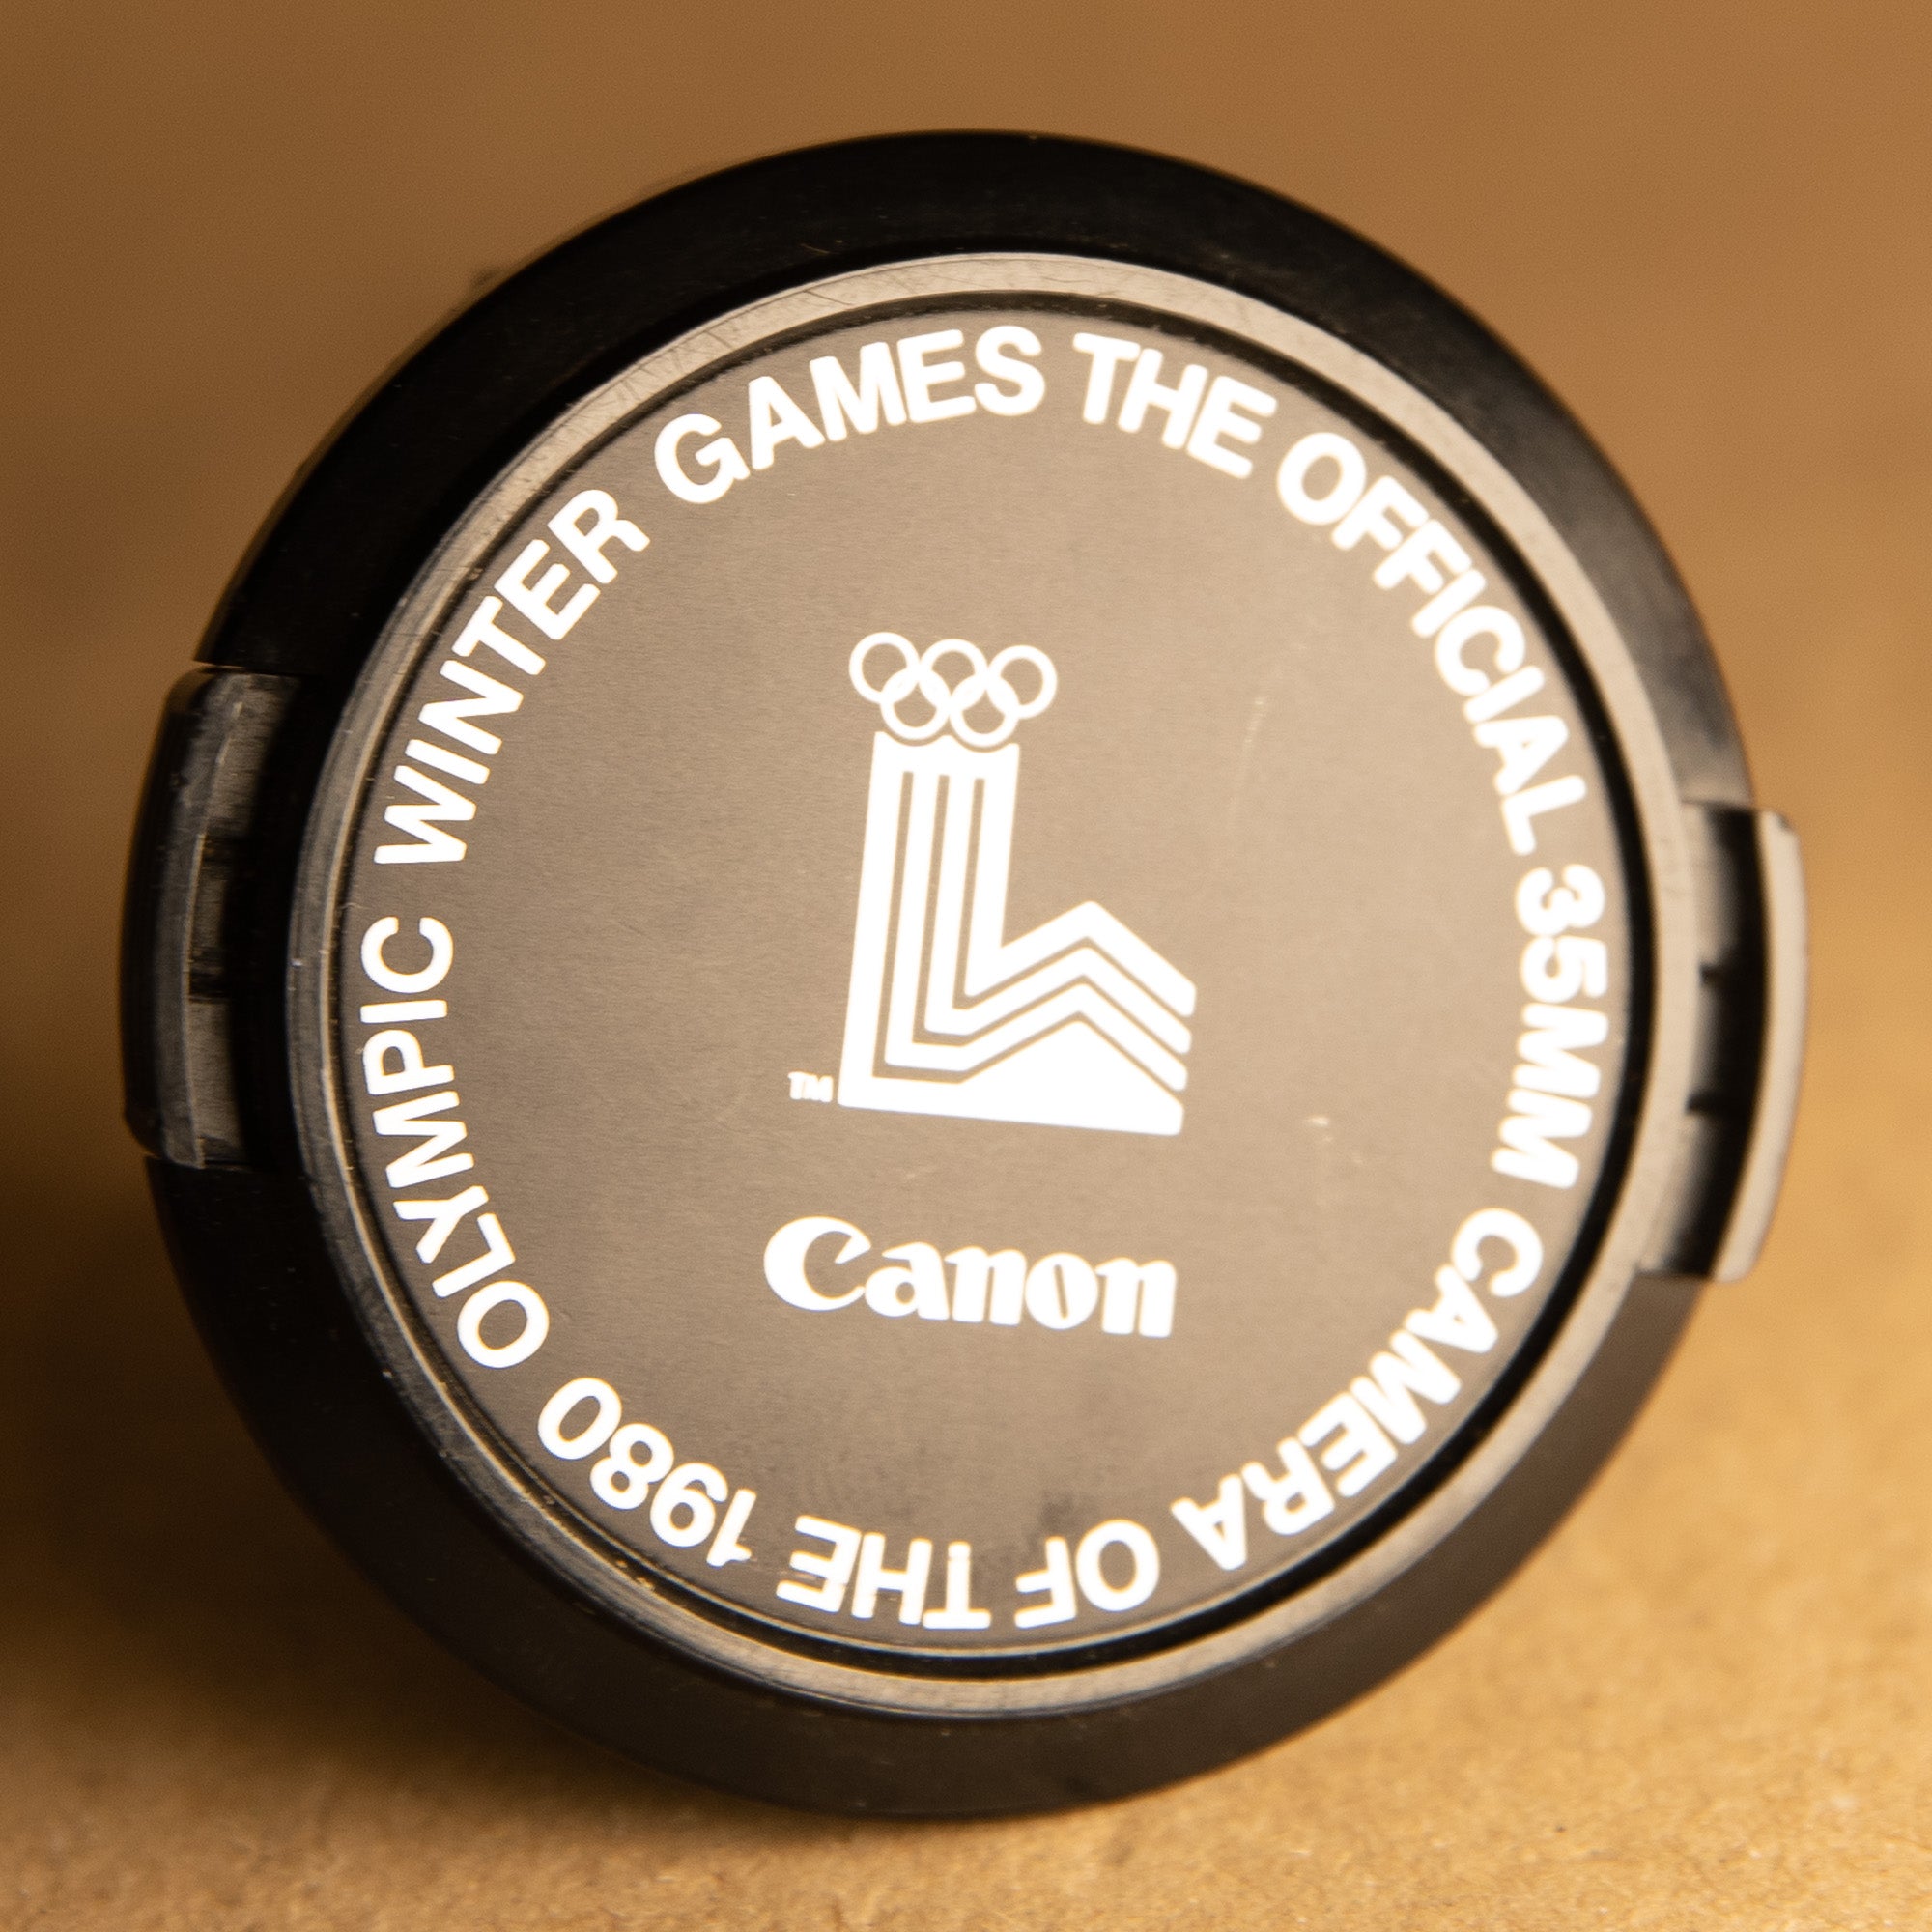 THE OFFICIAL 35MM CAMERA OF THE 1980 OLYMPIC WINTER GAMES
TM
Canon